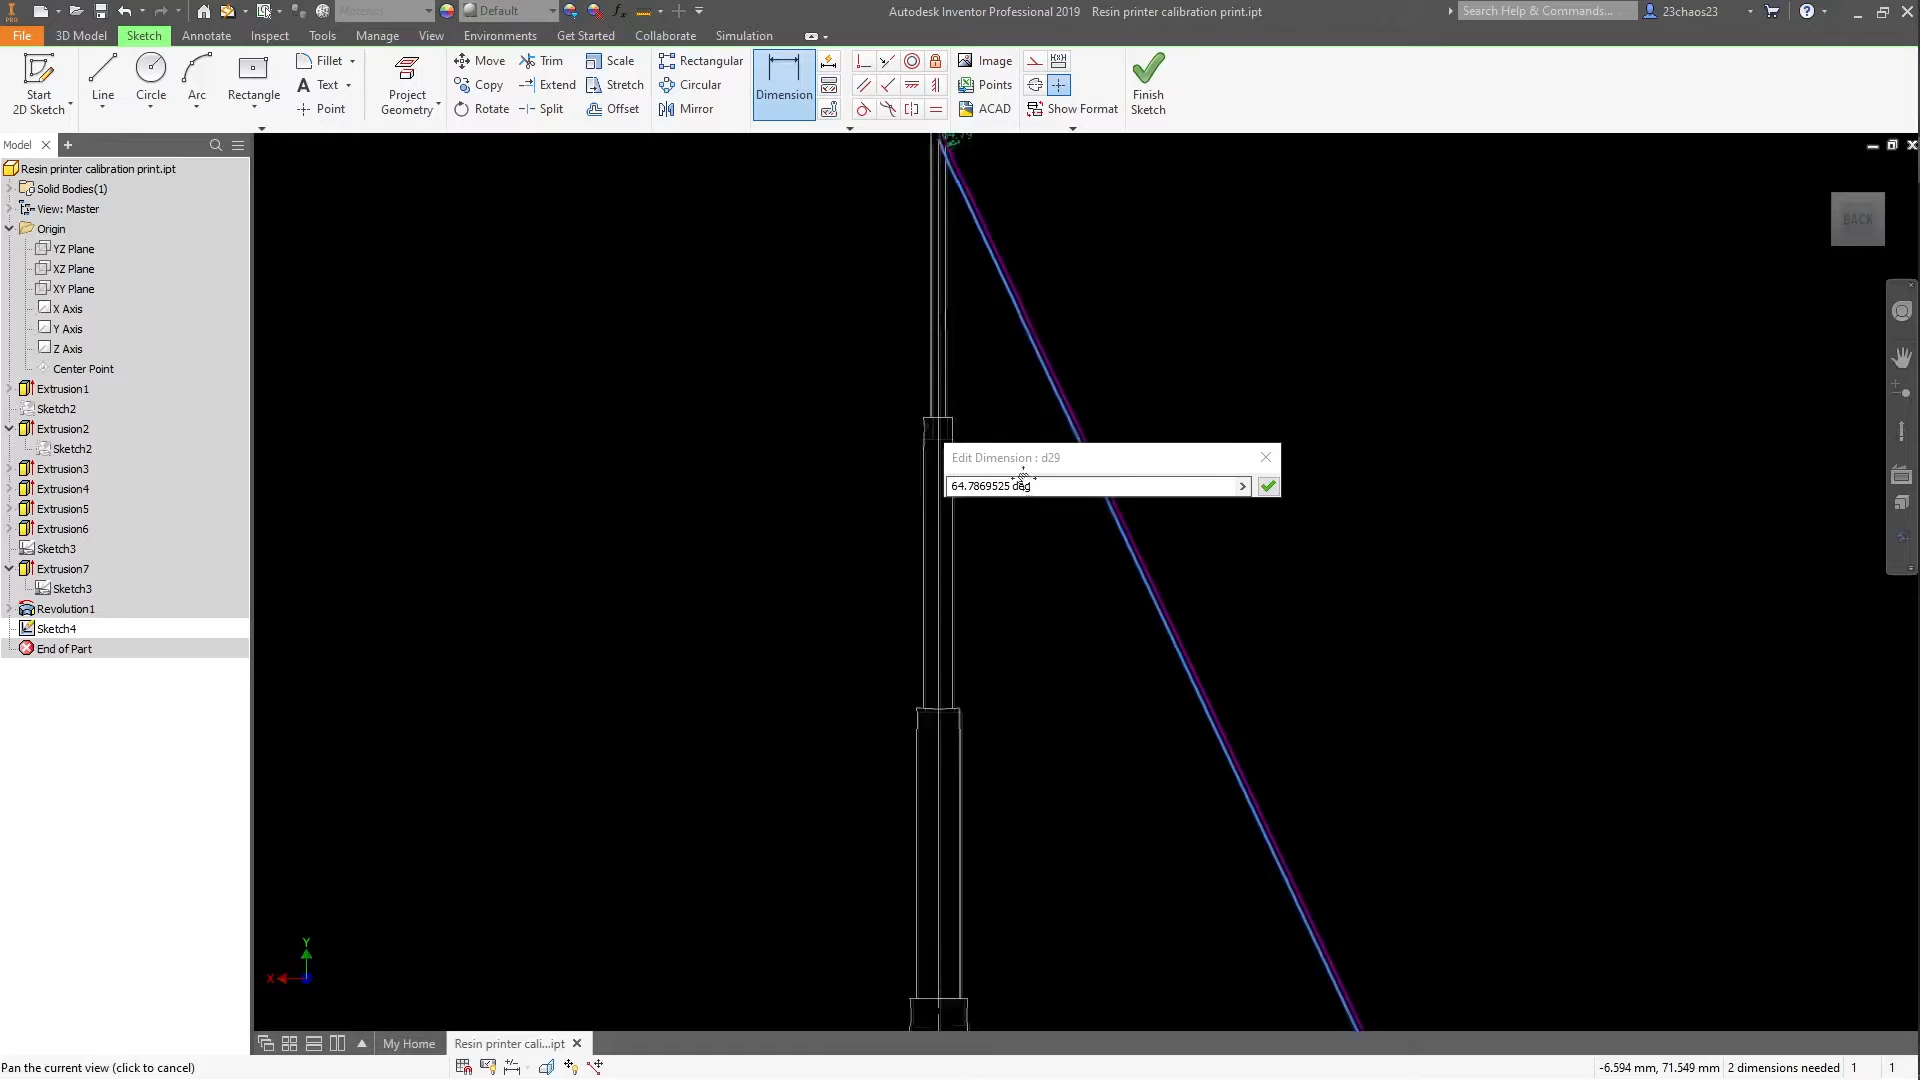 Material
Default
Autodesk Inventor Professional 2019 Resin printer calibration print.ipt
Search Help & Commands...
23chaos23
PRO
File 3D Model Sketch Annotate Inspect Tools Manage View Environments Get Started Collaborate Simulation
Start
2D Sketch
Line
Circle
Arc
Rectangle
Fillet
Text
Point
Project
Geometry
Move
Copy
Rotate
Trim
Extend
Split
Scale
Stretch
Offset
Rectangular
Circular
Mirror
Dimension
Image
Points
ACAD
Show Format
Finish
Sketch
Model
Resin printer calibration print.ipt
Solid Bodies(1)
View: Master
Origin
YZ Plane
XZ Plane
XY Plane
X Axis
Y Axis
Z Axis
Center Point
Extrusion1
Sketch2
Extrusion2
Sketch2
Extrusion3
Extrusion4
Extrusion5
Extrusion6
Sketch3
Extrusion7
Sketch3
Revolution1
Sketch4
End of Part
BACK
Edit Dimension : d29
64.7869525 deg
Y
X
My Home
Resin printer cali...ipt
Pan the current view (click to cancel)
-6.594 mm, 71.549 mm 2 dimensions needed 1 1